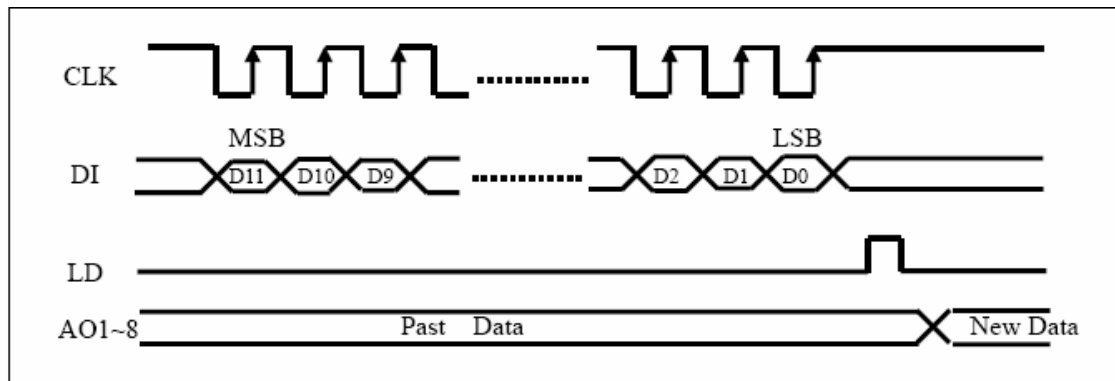 CLK
MSB LSB
DI D11 D10 D9 D2 D1 D0
LD
AO1~8 Past Data New Data